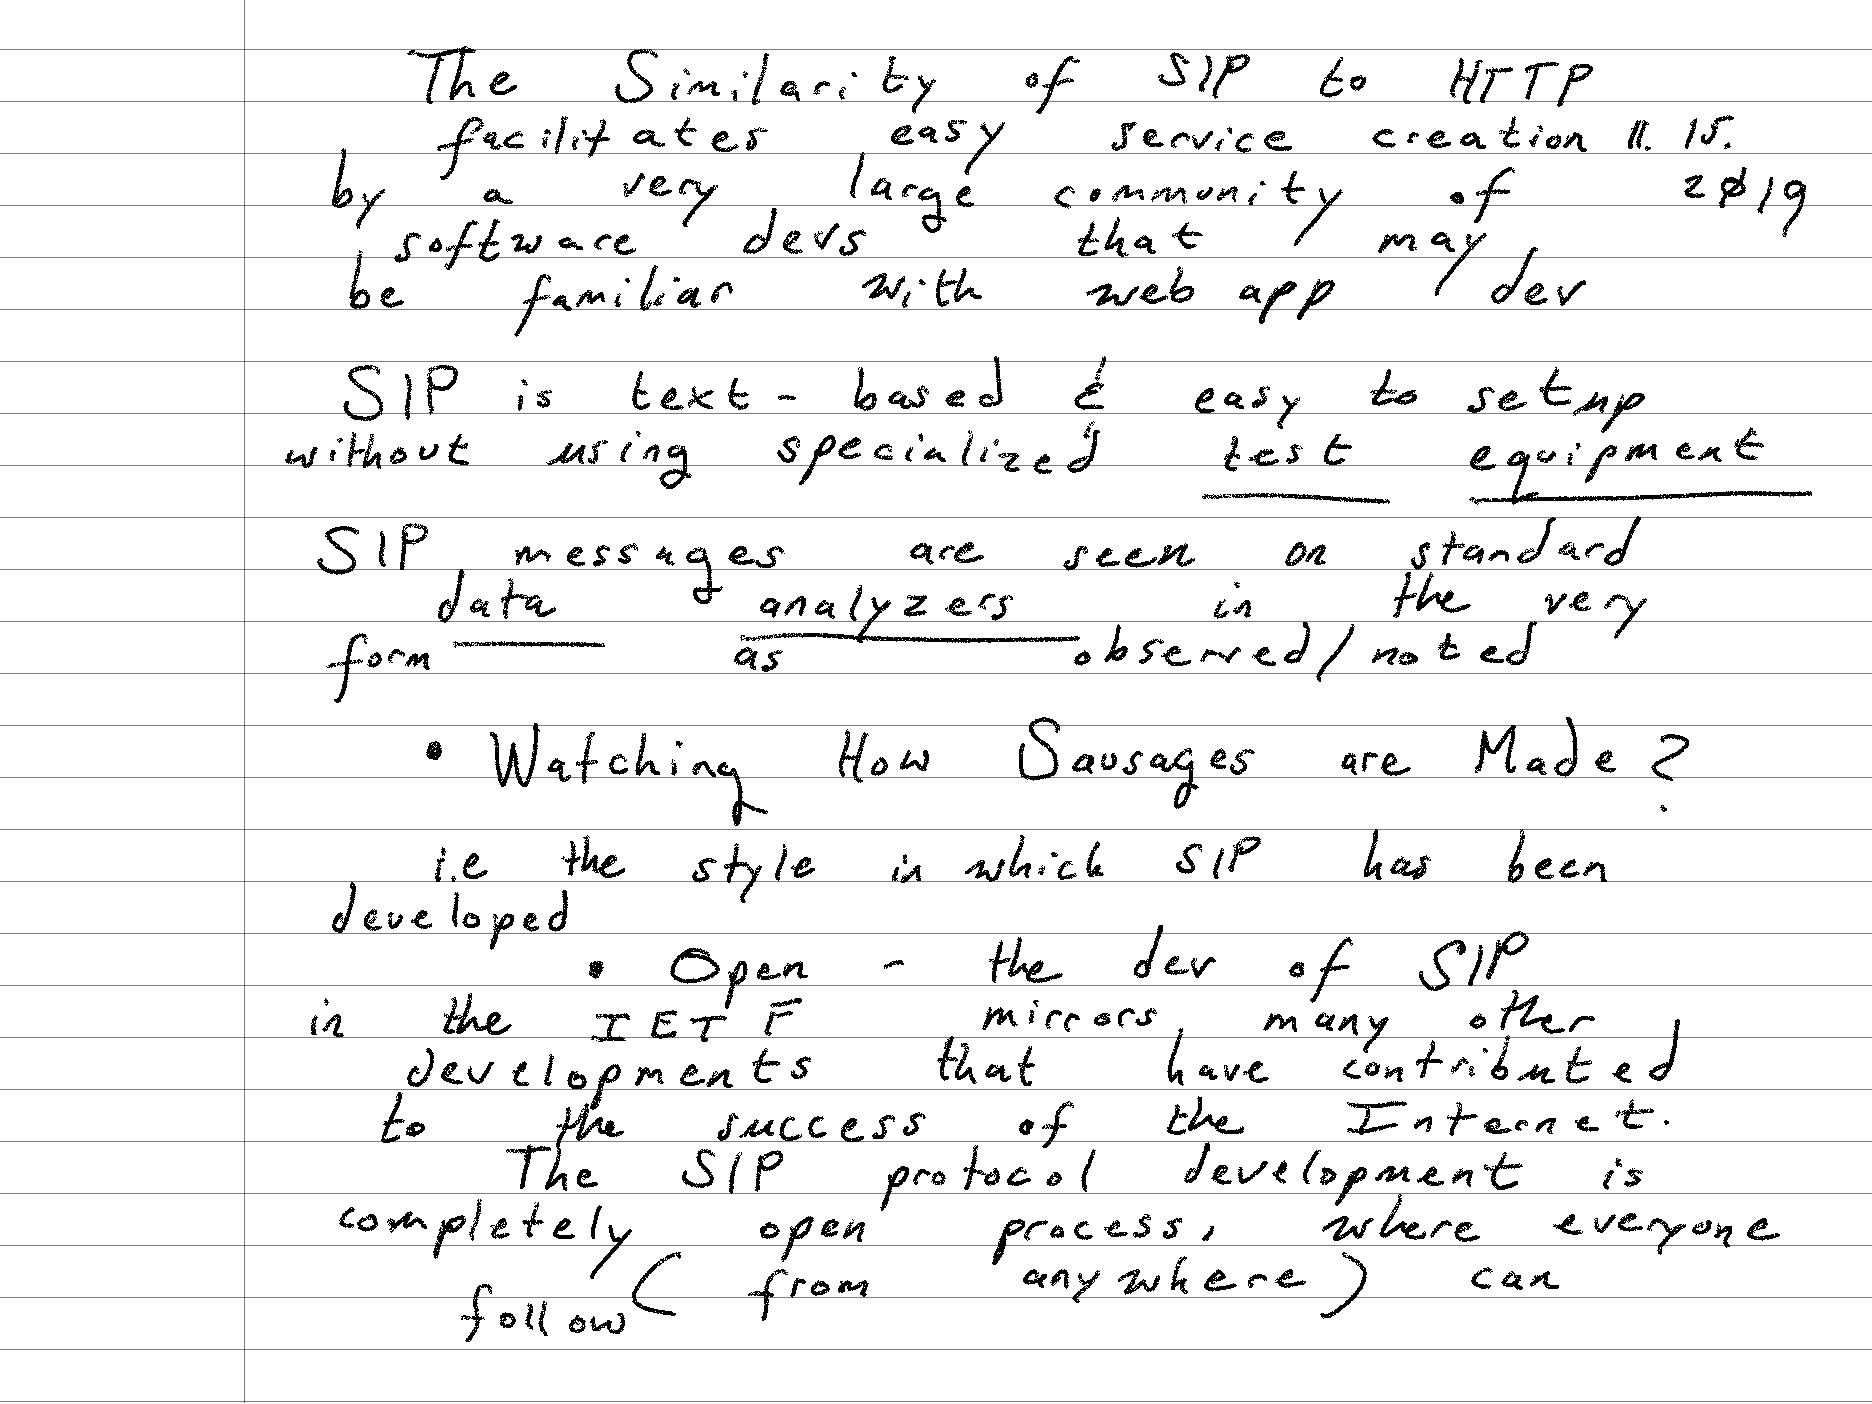 The Similarity of SIP to HTTP
facilitates easy service creation 11. 15.
by a very large community of 2019
software devs that may
be familiar with web app dev
SIP is text - based & easy to setup
without using specialized test equipment
SIP messages are seen on standard
data analyzers in the very
form as observed / noted
• Watching How Sausages are Made?
i.e the style in which SIP has been
developed
• Open - the dev of SIP
in the IETF mirrors many other
developments that have contributed
to the success of the Internet.
The SIP protocol development is
completely open process, where everyone
(from anywhere) can
follow